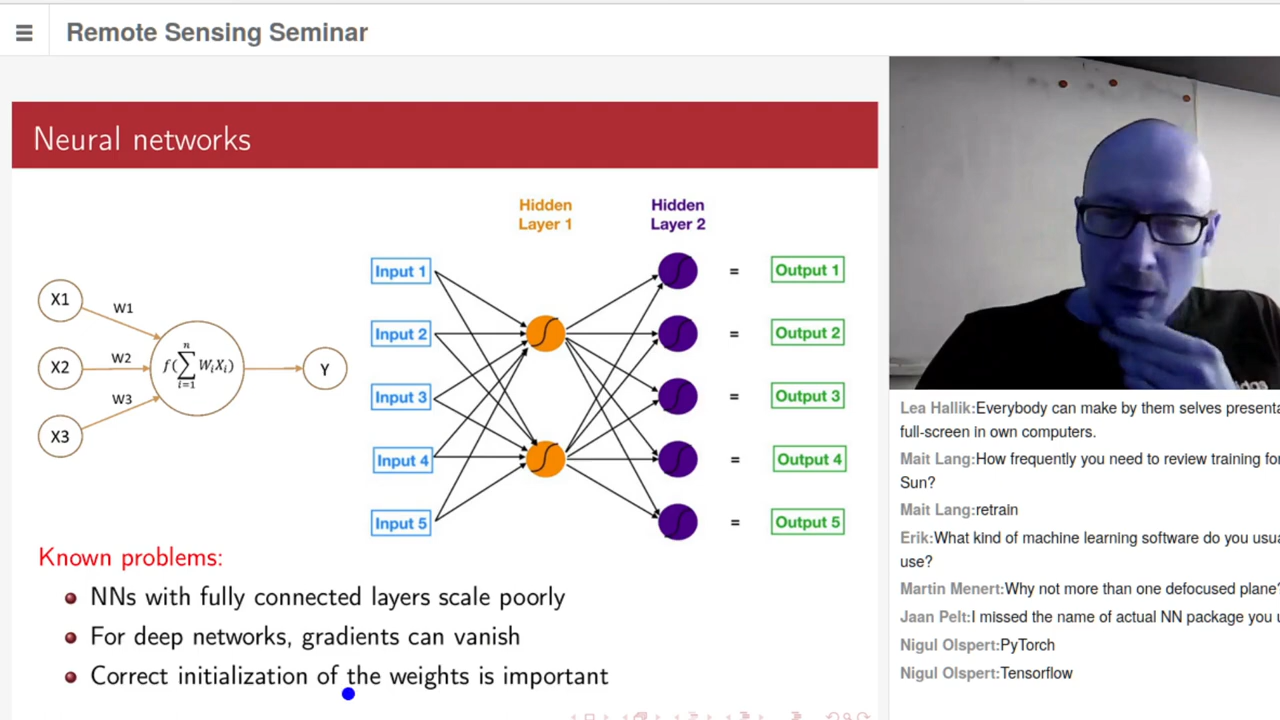 Remote Sensing Seminar
Neural networks
Hidden
Layer 1
Hidden
Layer 2
X1
X2
X3
W1
W2
W3
f(∑ⁿᵢ₌₁ WᵢXᵢ)
Y
Input 1
Input 2
Input 3
Input 4
Input 5
= Output 1
= Output 2
= Output 3
= Output 4
= Output 5
Known problems:
NNs with fully connected layers scale poorly
For deep networks, gradients can vanish
Correct initialization of the weights is important
Lea Hallik:Everybody can make by them selves
full-screen in own computers.
Mait Lang:How frequently you need to review training for
Sun?
Mait Lang:retrain
Erik:What kind of machine learning software do you
use?
Martin Menert:Why not more than one defocused plane?
Jaan Pelt:I missed the name of actual NN package you
Nigul Olspert:PyTorch
Nigul Olspert:Tensorflow